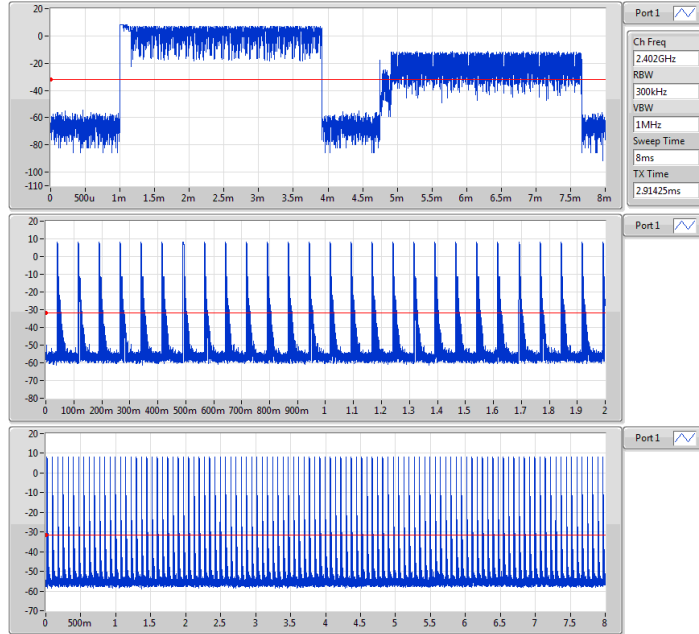 Port 1
20
0
-20
-40
-60
-80
-100
-110
0 500u 1m 1.5m 2m 2.5m 3m 3.5m 4m 4.5m 5m 5.5m 6m 6.5m 7m 7.5m 8m
Ch Freq
2.402GHz
RBW
300kHz
VBW
1MHz
Sweep Time
8ms
TX Time
2.91425ms
Port 1
20
10
0
-10
-20
-30
-40
-50
-60
-70
-80
0 100m 200m 300m 400m 500m 600m 700m 800m 900m 1 1.1 1.2 1.3 1.4 1.5 1.6 1.7 1.8 1.9 2
Port 1
20
10
0
-10
-20
-30
-40
-50
-60
-70
0 500m 1 1.5 2 2.5 3 3.5 4 4.5 5 5.5 6 6.5 7 7.5 8